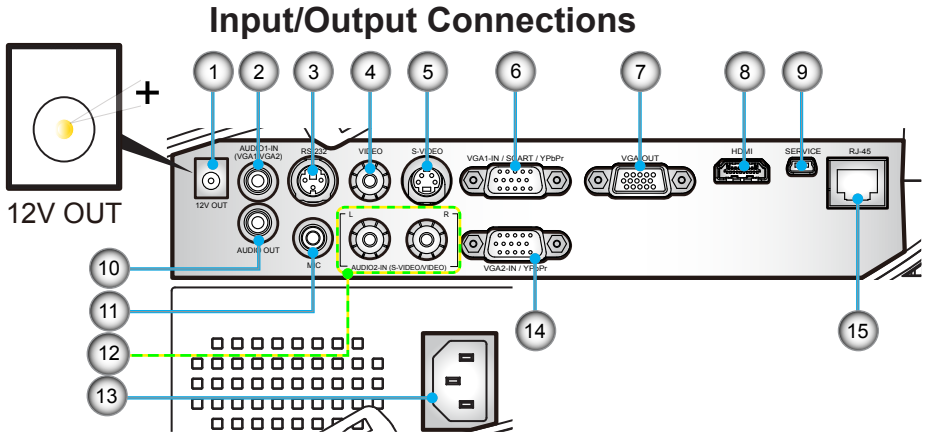 Input/Output Connections
1 2 3 4 5 6 7 8 9
+
12V OUT
AUDIO1-IN
(VGA1/VGA2)
RS-232
VIDEO
S-VIDEO
VGA1-IN / SCART / YPbPr
VGA OUT
HDMI
SERVICE
RJ-45
12V OUT
L
R
AUDIO OUT
MIC
AUDIO2-IN (S-VIDEO/VIDEO)
VGA2-IN / YPbPr
10
11
12
13
14
15